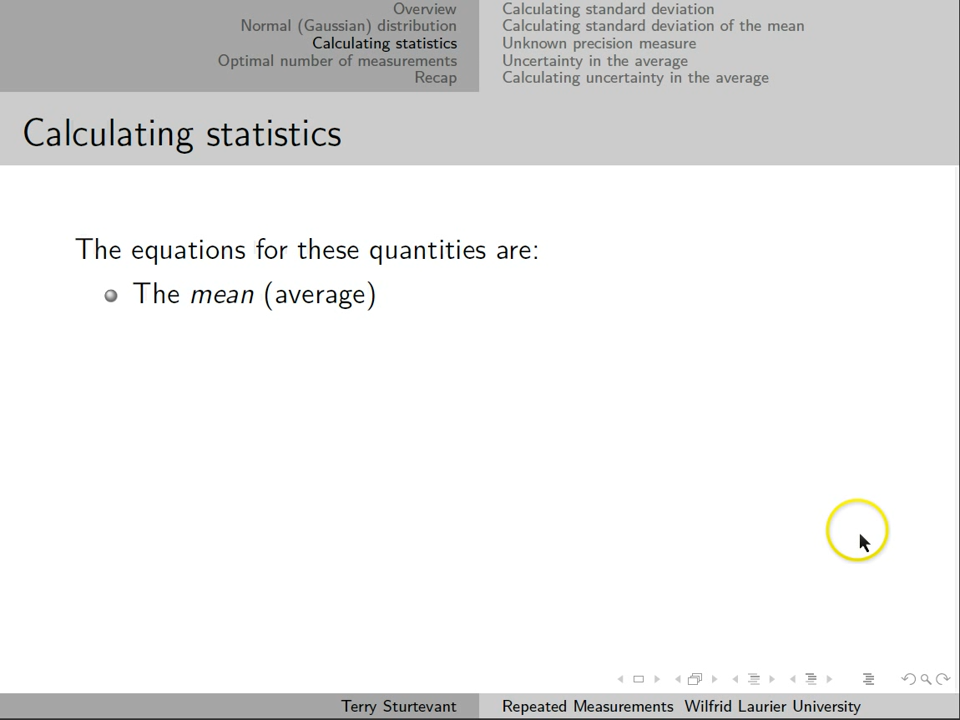 Overview
Normal (Gaussian) distribution
Calculating statistics
Optimal number of measurements
Recap
Calculating standard deviation
Calculating standard deviation of the mean
Unknown precision measure
Uncertainty in the average
Calculating uncertainty in the average
Calculating statistics
The equations for these quantities are:
The mean (average)
Terry Sturtevant
Repeated Measurements Wilfrid Laurier University